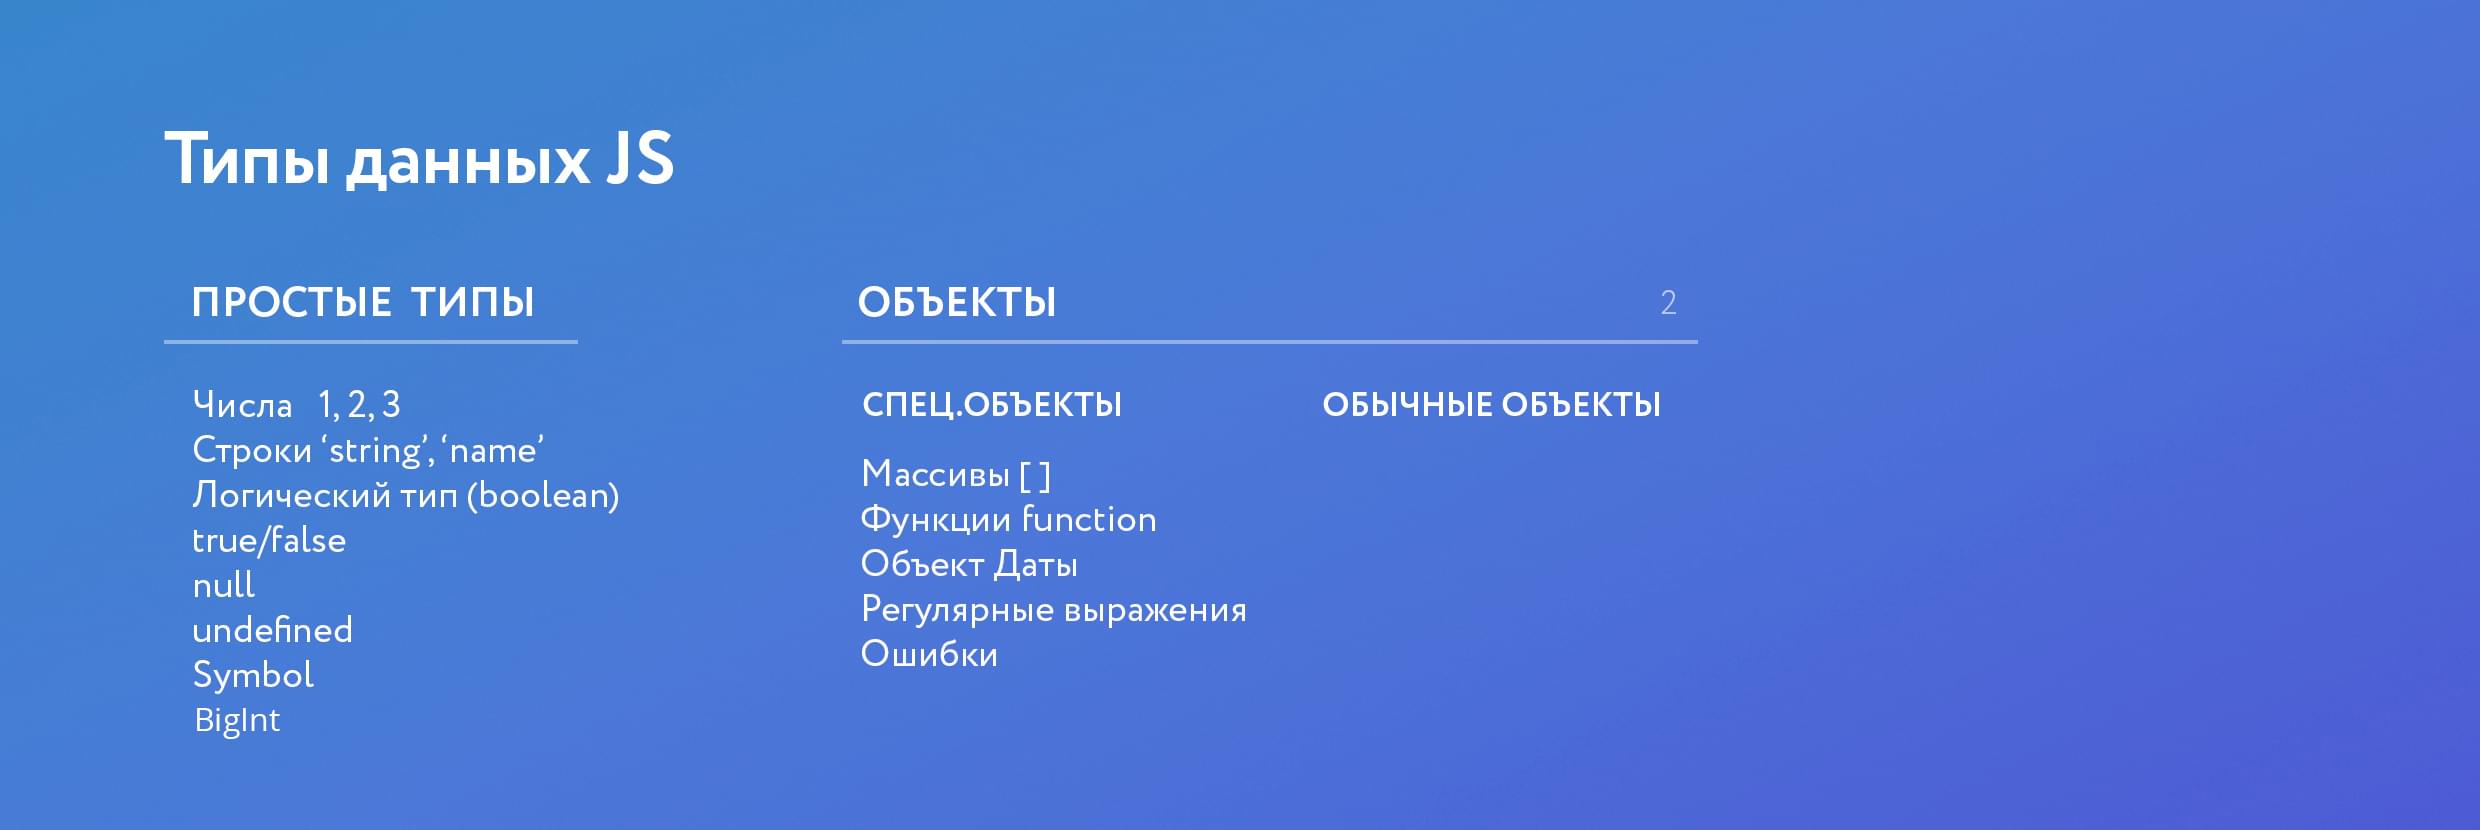 Типы данных JS
ПРОСТЫЕ ТИПЫ
Числа 1, 2, 3
Строки ‘string’, ‘name’
Логический тип (boolean)
true/false
null
undefined
Symbol
BigInt
ОБЪЕКТЫ 2
СПЕЦ.ОБЪЕКТЫ
Массивы [ ]
Функции function
Объект Даты
Регулярные выражения
Ошибки
ОБЫЧНЫЕ ОБЪЕКТЫ